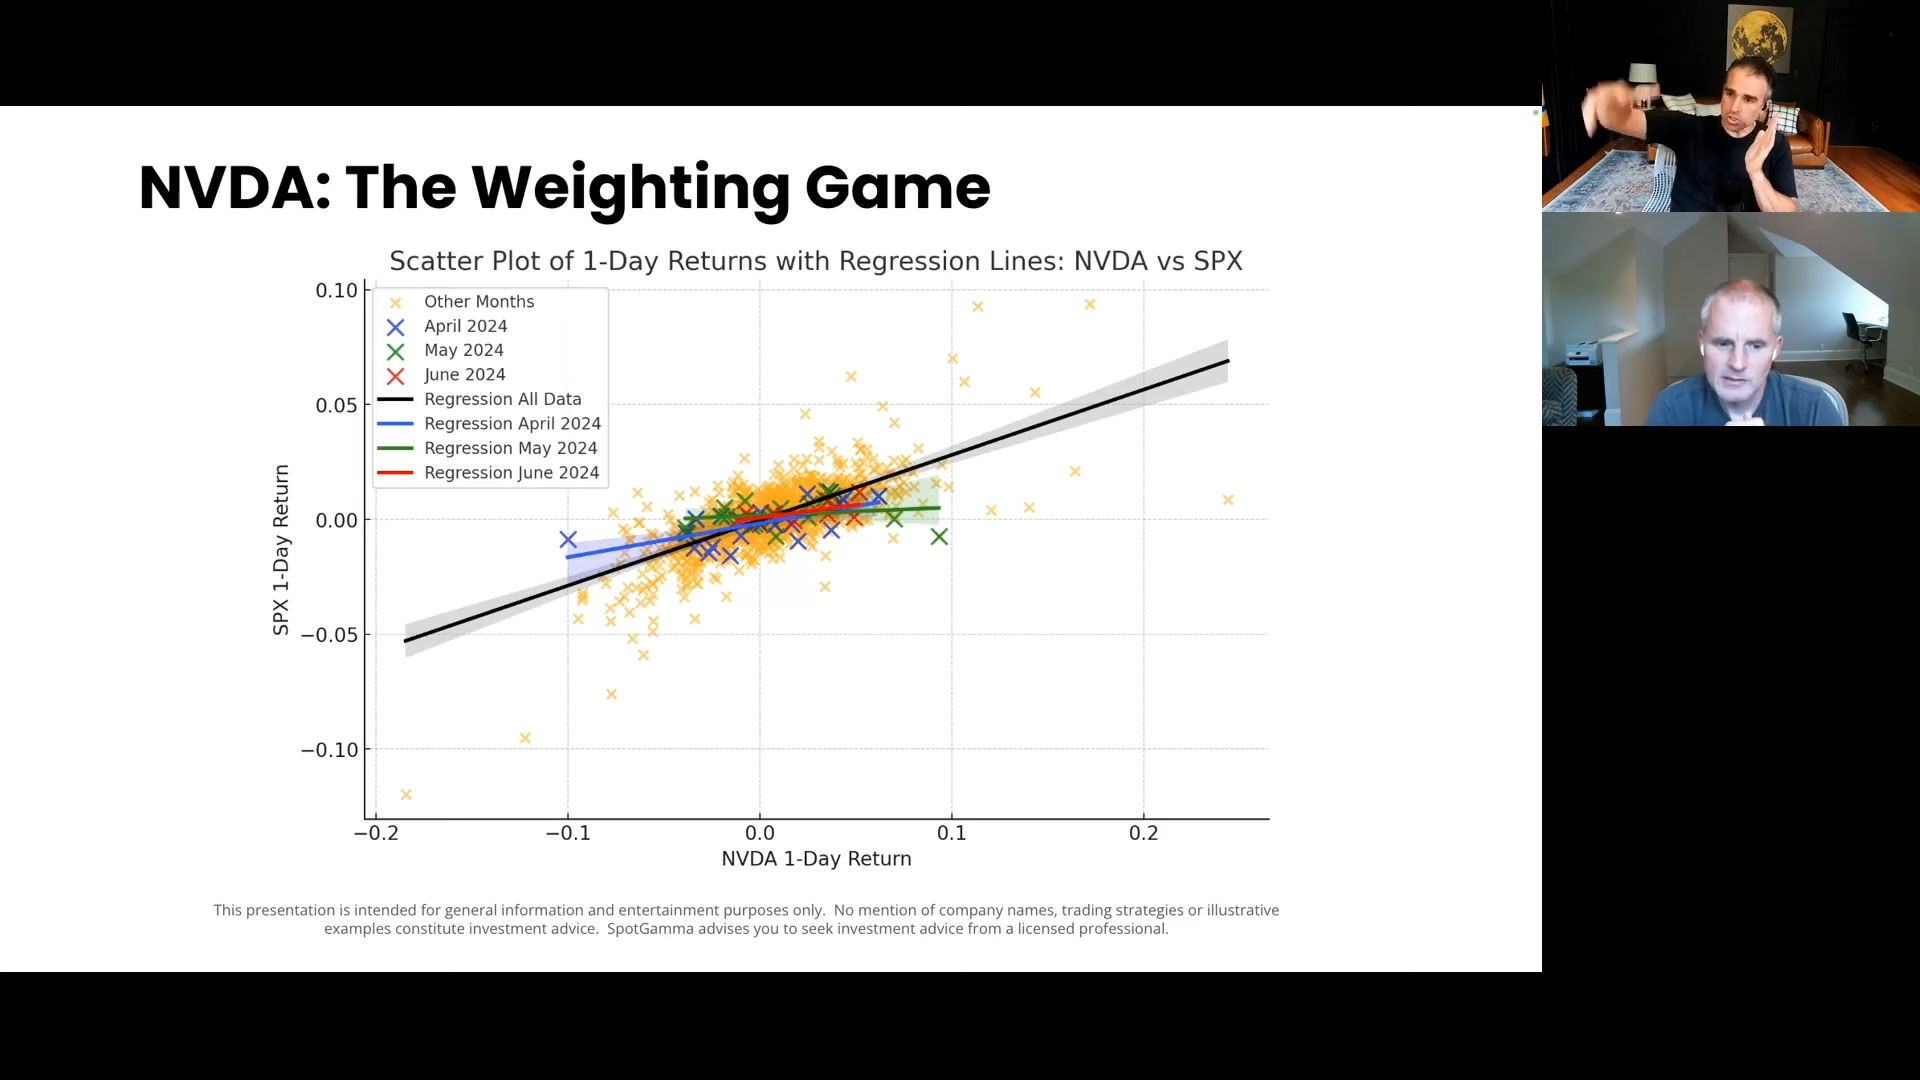 NVDA: The Weighting Game
Scatter Plot of 1-Day Returns with Regression Lines: NVDA vs SPX
Other Months
April 2024
May 2024
June 2024
Regression All Data
Regression April 2024
Regression May 2024
Regression June 2024
SPX 1-Day Return
0.10
0.05
0.00
−0.05
−0.10
−0.2
−0.1
0.0
0.1
0.2
NVDA 1-Day Return
This presentation is intended for general information and entertainment purposes only. No mention of company names, trading strategies or illustrative
examples constitute investment advice. SpotGamma advises you to seek investment advice from a licensed professional.